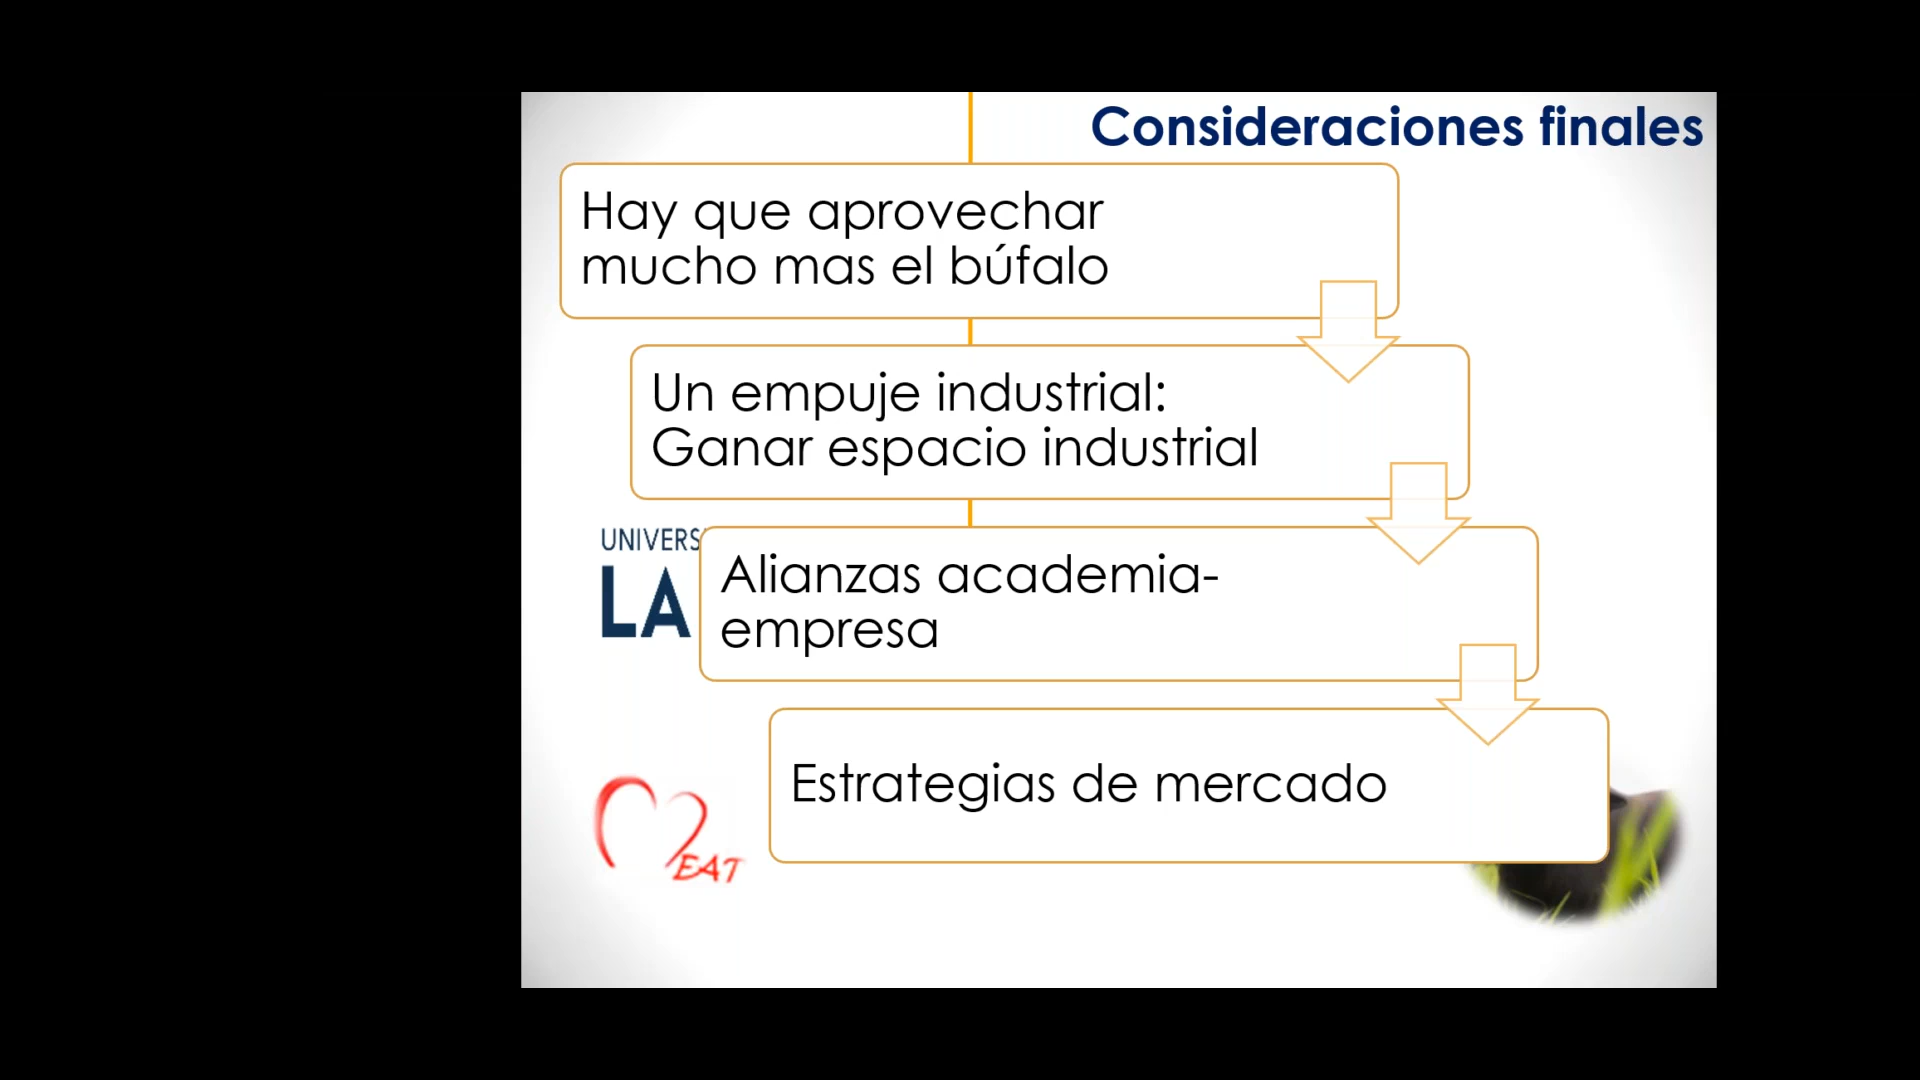 Consideraciones finales
Hay que aprovechar
mucho mas el búfalo
Un empuje industrial:
Ganar espacio industrial
UNIVERS
LA
Alianzas academia-
empresa
Estrategias de mercado
MEAT